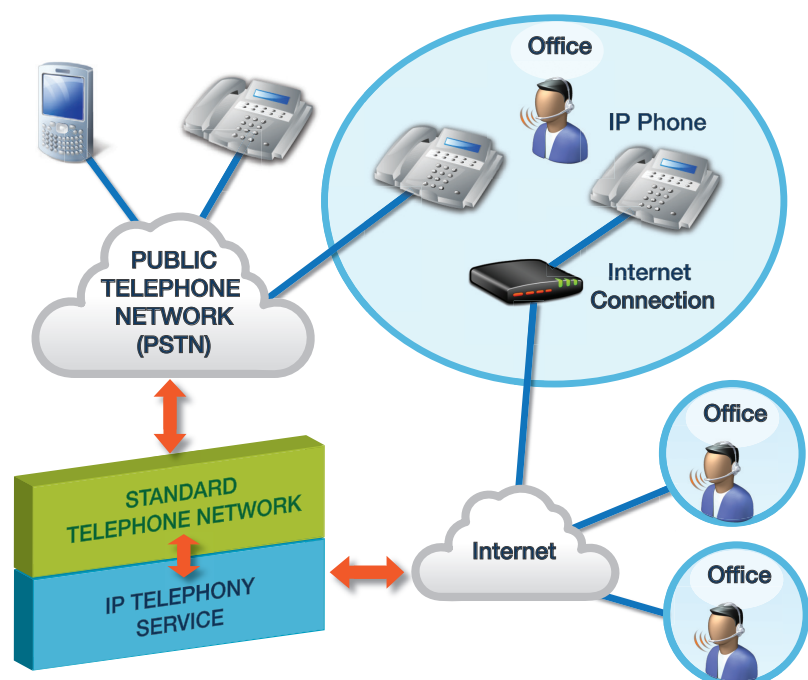 Office
IP Phone
Internet
Connection
PUBLIC
TELEPHONE
NETWORK
(PSTN)
Office
STANDARD
TELEPHONE NETWORK
Internet
IP TELEPHONY
SERVICE
Office